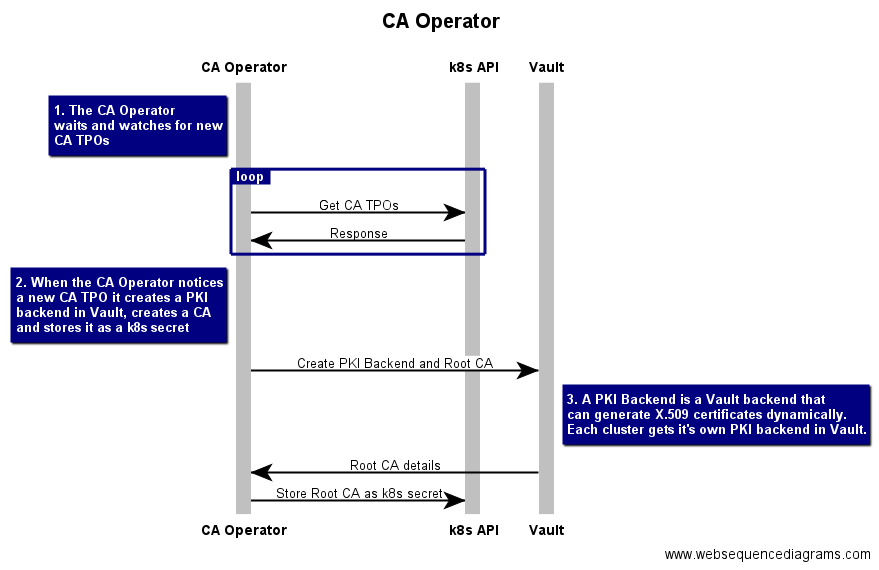 CA Operator
CA Operator
k8s API
Vault
1. The CA Operator
waits and watches for new
CA TPOs
loop
Get CA TPOs
Response
2. When the CA Operator notices
a new CA TPO it creates a PKI
backend in Vault, creates a CA
and stores it as a k8s secret
Create PKI Backend and Root CA
3. A PKI Backend is a Vault backend that
can generate X.509 certificates dynamically.
Each cluster gets it's own PKI backend in Vault.
Root CA details
Store Root CA as k8s secret
CA Operator
k8s API
Vault
www.websequencediagrams.com